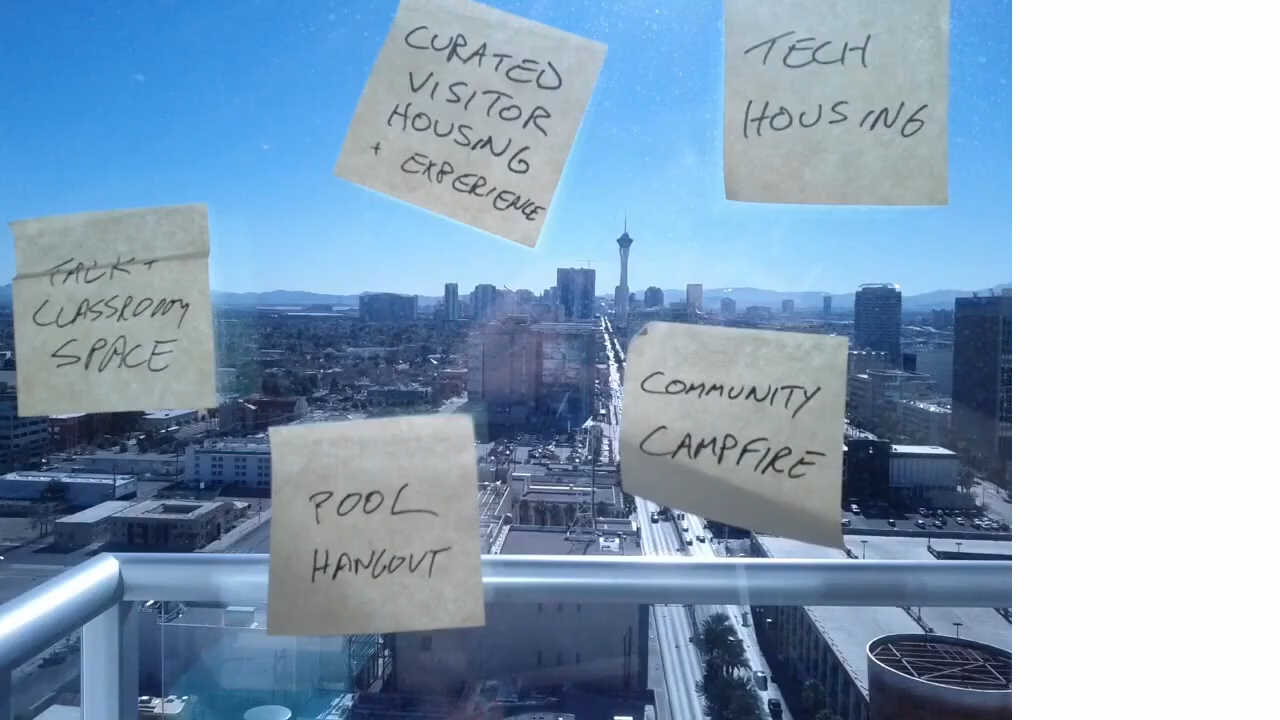 CURATED
VISITOR
HOUSING
+ EXPERIENCE
TECH
HOUSING
TALK +
CLASSROOM
SPACE
COMMUNITY
CAMPFIRE
POOL
HANGOUT